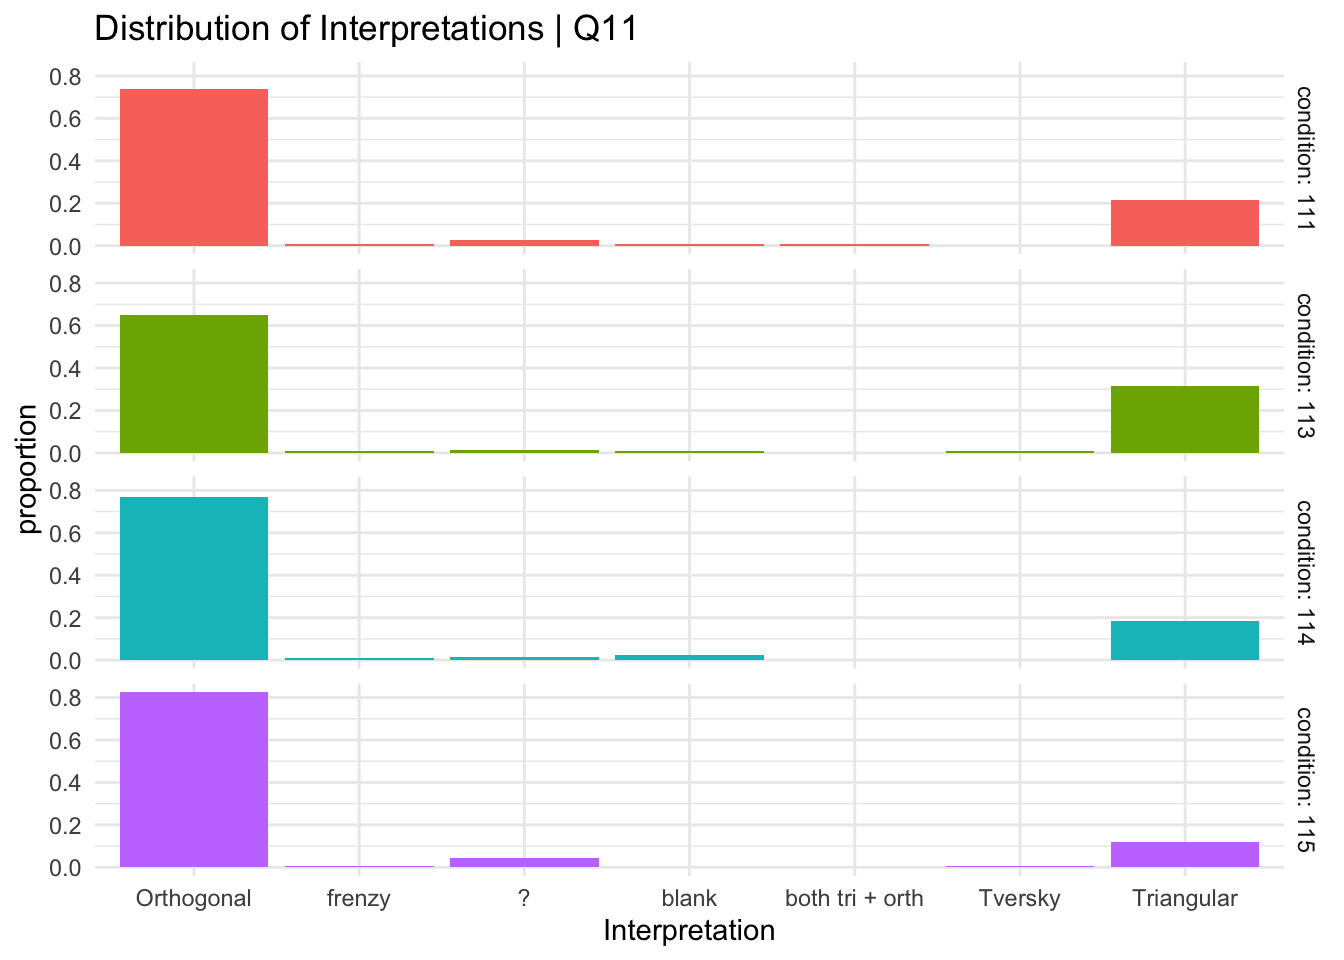 Distribution of Interpretations | Q11
proportion
0.8
0.6
0.4
0.2
0.0
condition: 111
0.8
0.6
0.4
0.2
0.0
condition: 113
0.8
0.6
0.4
0.2
0.0
condition: 114
0.8
0.6
0.4
0.2
0.0
condition: 115
Orthogonal frenzy ? blank both tri + orth Tversky Triangular
Interpretation